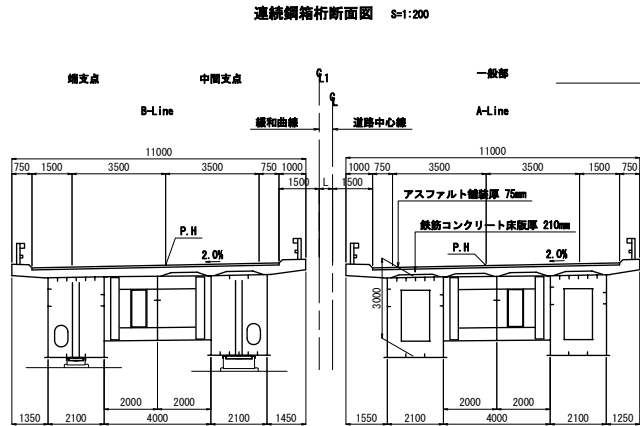 連続鋼箱桁断面図 S=1:200
端支点 中間支点 CL1 一般部
CL
B-Line A-Line
緩和曲線 道路中心線
11000 11000
750 1500 3500 3500 750 1000 1000 750 3500 3500 1500 750
1500 L 1500
アスファルト舗装厚 75mm
鉄筋コンクリート床版厚 210mm
P.H 2.0% P.H 2.0%
3000
2000 2000 2000 2000
1350 2100 4000 2100 1450 1550 2100 4000 2100 1250